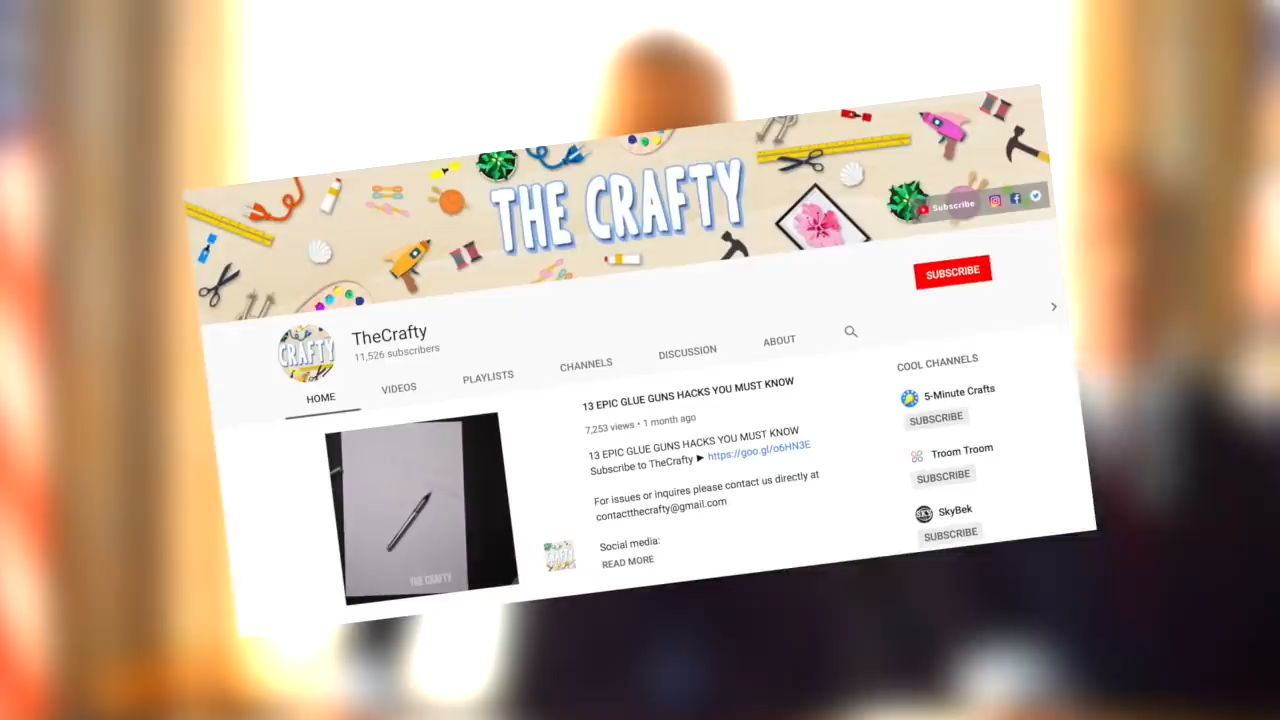 THE CRAFTY
Subscribe
SUBSCRIBE
CRAFTY
TheCrafty
11,526 subscribers
HOME
VIDEOS
PLAYLISTS
CHANNELS
DISCUSSION
ABOUT
THE CRAFTY
13 EPIC GLUE GUNS HACKS YOU MUST KNOW
7,253 views • 1 month ago
13 EPIC GLUE GUNS HACKS YOU MUST KNOW
Subscribe to TheCrafty ► https://goo.gl/o6HN3E
For issues or inquires please contact us directly at
contactthecrafty@gmail.com
Social media:
READ MORE
CRAFTY
COOL CHANNELS
5-Minute Crafts
SUBSCRIBE
Troom Troom
SUBSCRIBE
SKY
SkyBek
SUBSCRIBE